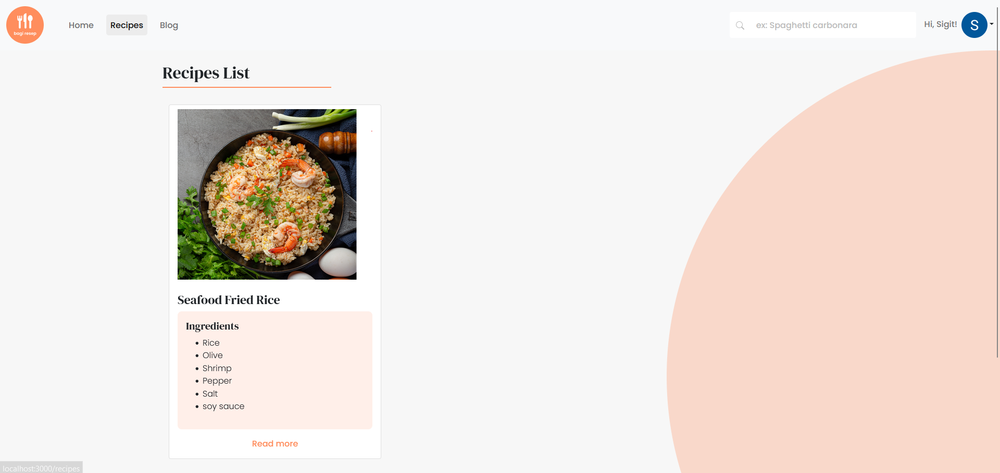 bagi resep
Home
Recipes
Blog
ex: Spaghetti carbonara
Hi, Sigit!
S
Recipes List
Seafood Fried Rice
Ingredients
Rice
Olive
Shrimp
Pepper
Salt
soy sauce
Read more
localhost:3000/recipes